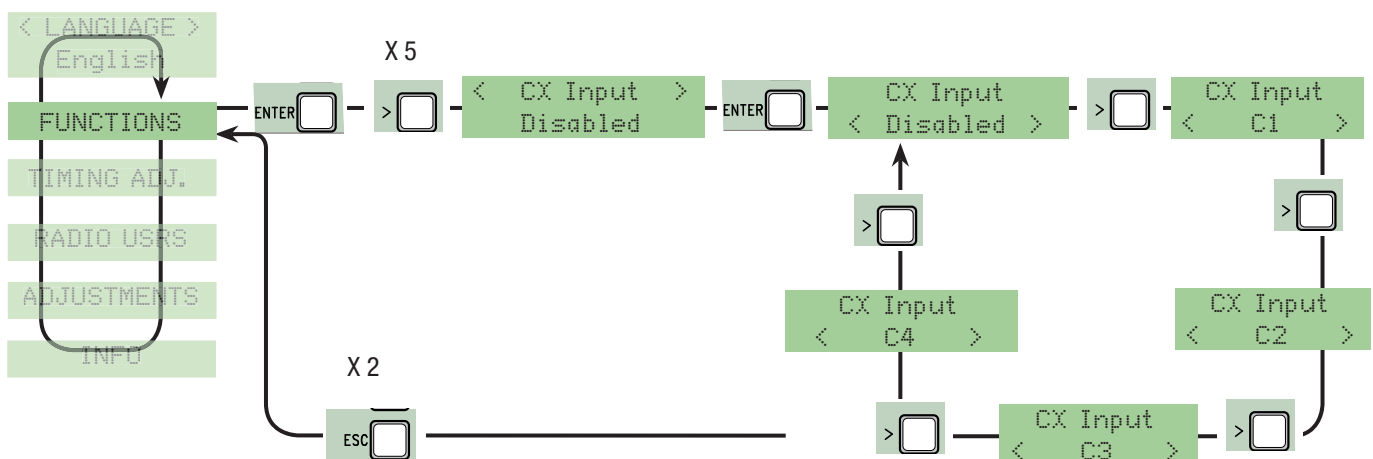 < LANGUAGE >
English
FUNCTIONS
TIMING ADJ.
RADIO USRS
ADJUSTMENTS
INFO
ENTER
X 5
>
< CX Input >
Disabled
ENTER
CX Input
< Disabled >
>
CX Input
< C1 >
>
CX Input
< C2 >
>
CX Input
< C3 >
>
CX Input
< C4 >
>
X 2
ESC